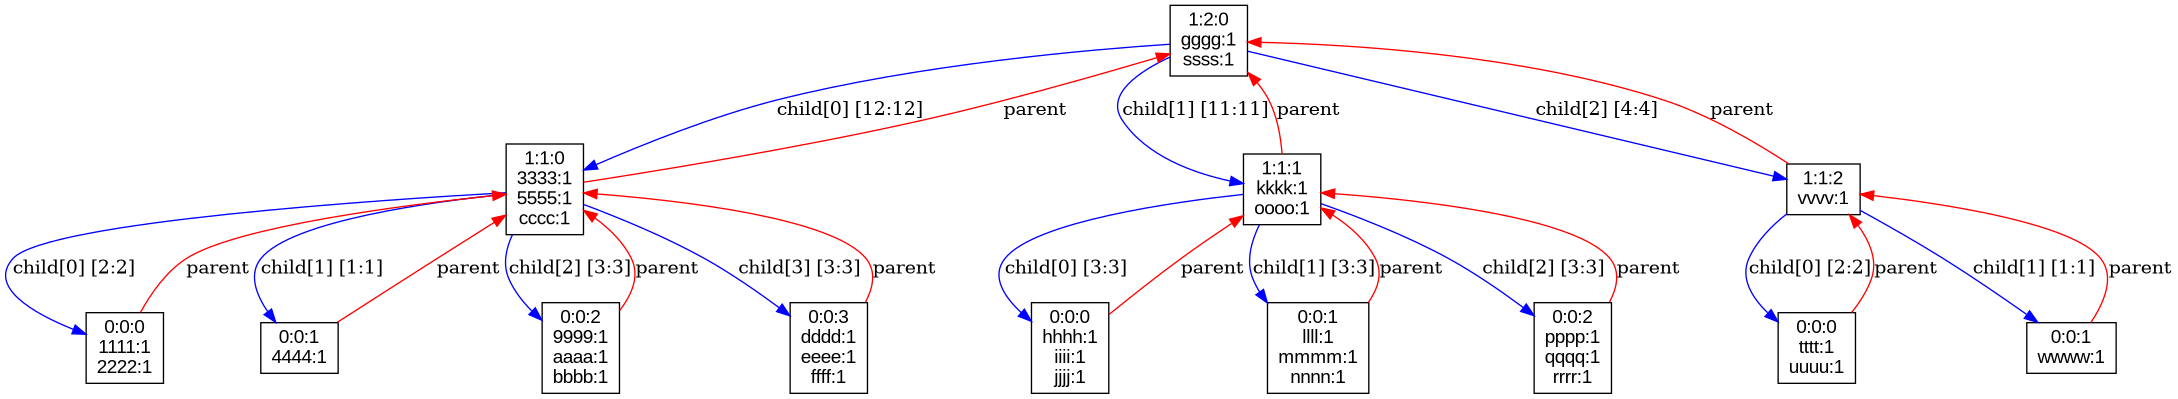 1:2:0
gggg:1
ssss:1
child[0] [12:12]
parent
child[1] [11:11]
parent
child[2] [4:4]
parent
1:1:0
3333:1
5555:1
cccc:1
1:1:1
kkkk:1
oooo:1
1:1:2
vvvv:1
child[0] [2:2]
parent
child[1] [1:1]
parent
child[2] [3:3]
parent
child[3] [3:3]
parent
child[0] [3:3]
parent
child[1] [3:3]
parent
child[2] [3:3]
parent
child[0] [2:2]
parent
child[1] [1:1]
parent
0:0:0
1111:1
2222:1
0:0:1
4444:1
0:0:2
9999:1
aaaa:1
bbbb:1
0:0:3
dddd:1
eeee:1
ffff:1
0:0:0
hhhh:1
iiii:1
jjjj:1
0:0:1
llll:1
mmmm:1
nnnn:1
0:0:2
pppp:1
qqqq:1
rrrr:1
0:0:0
tttt:1
uuuu:1
0:0:1
wwww:1